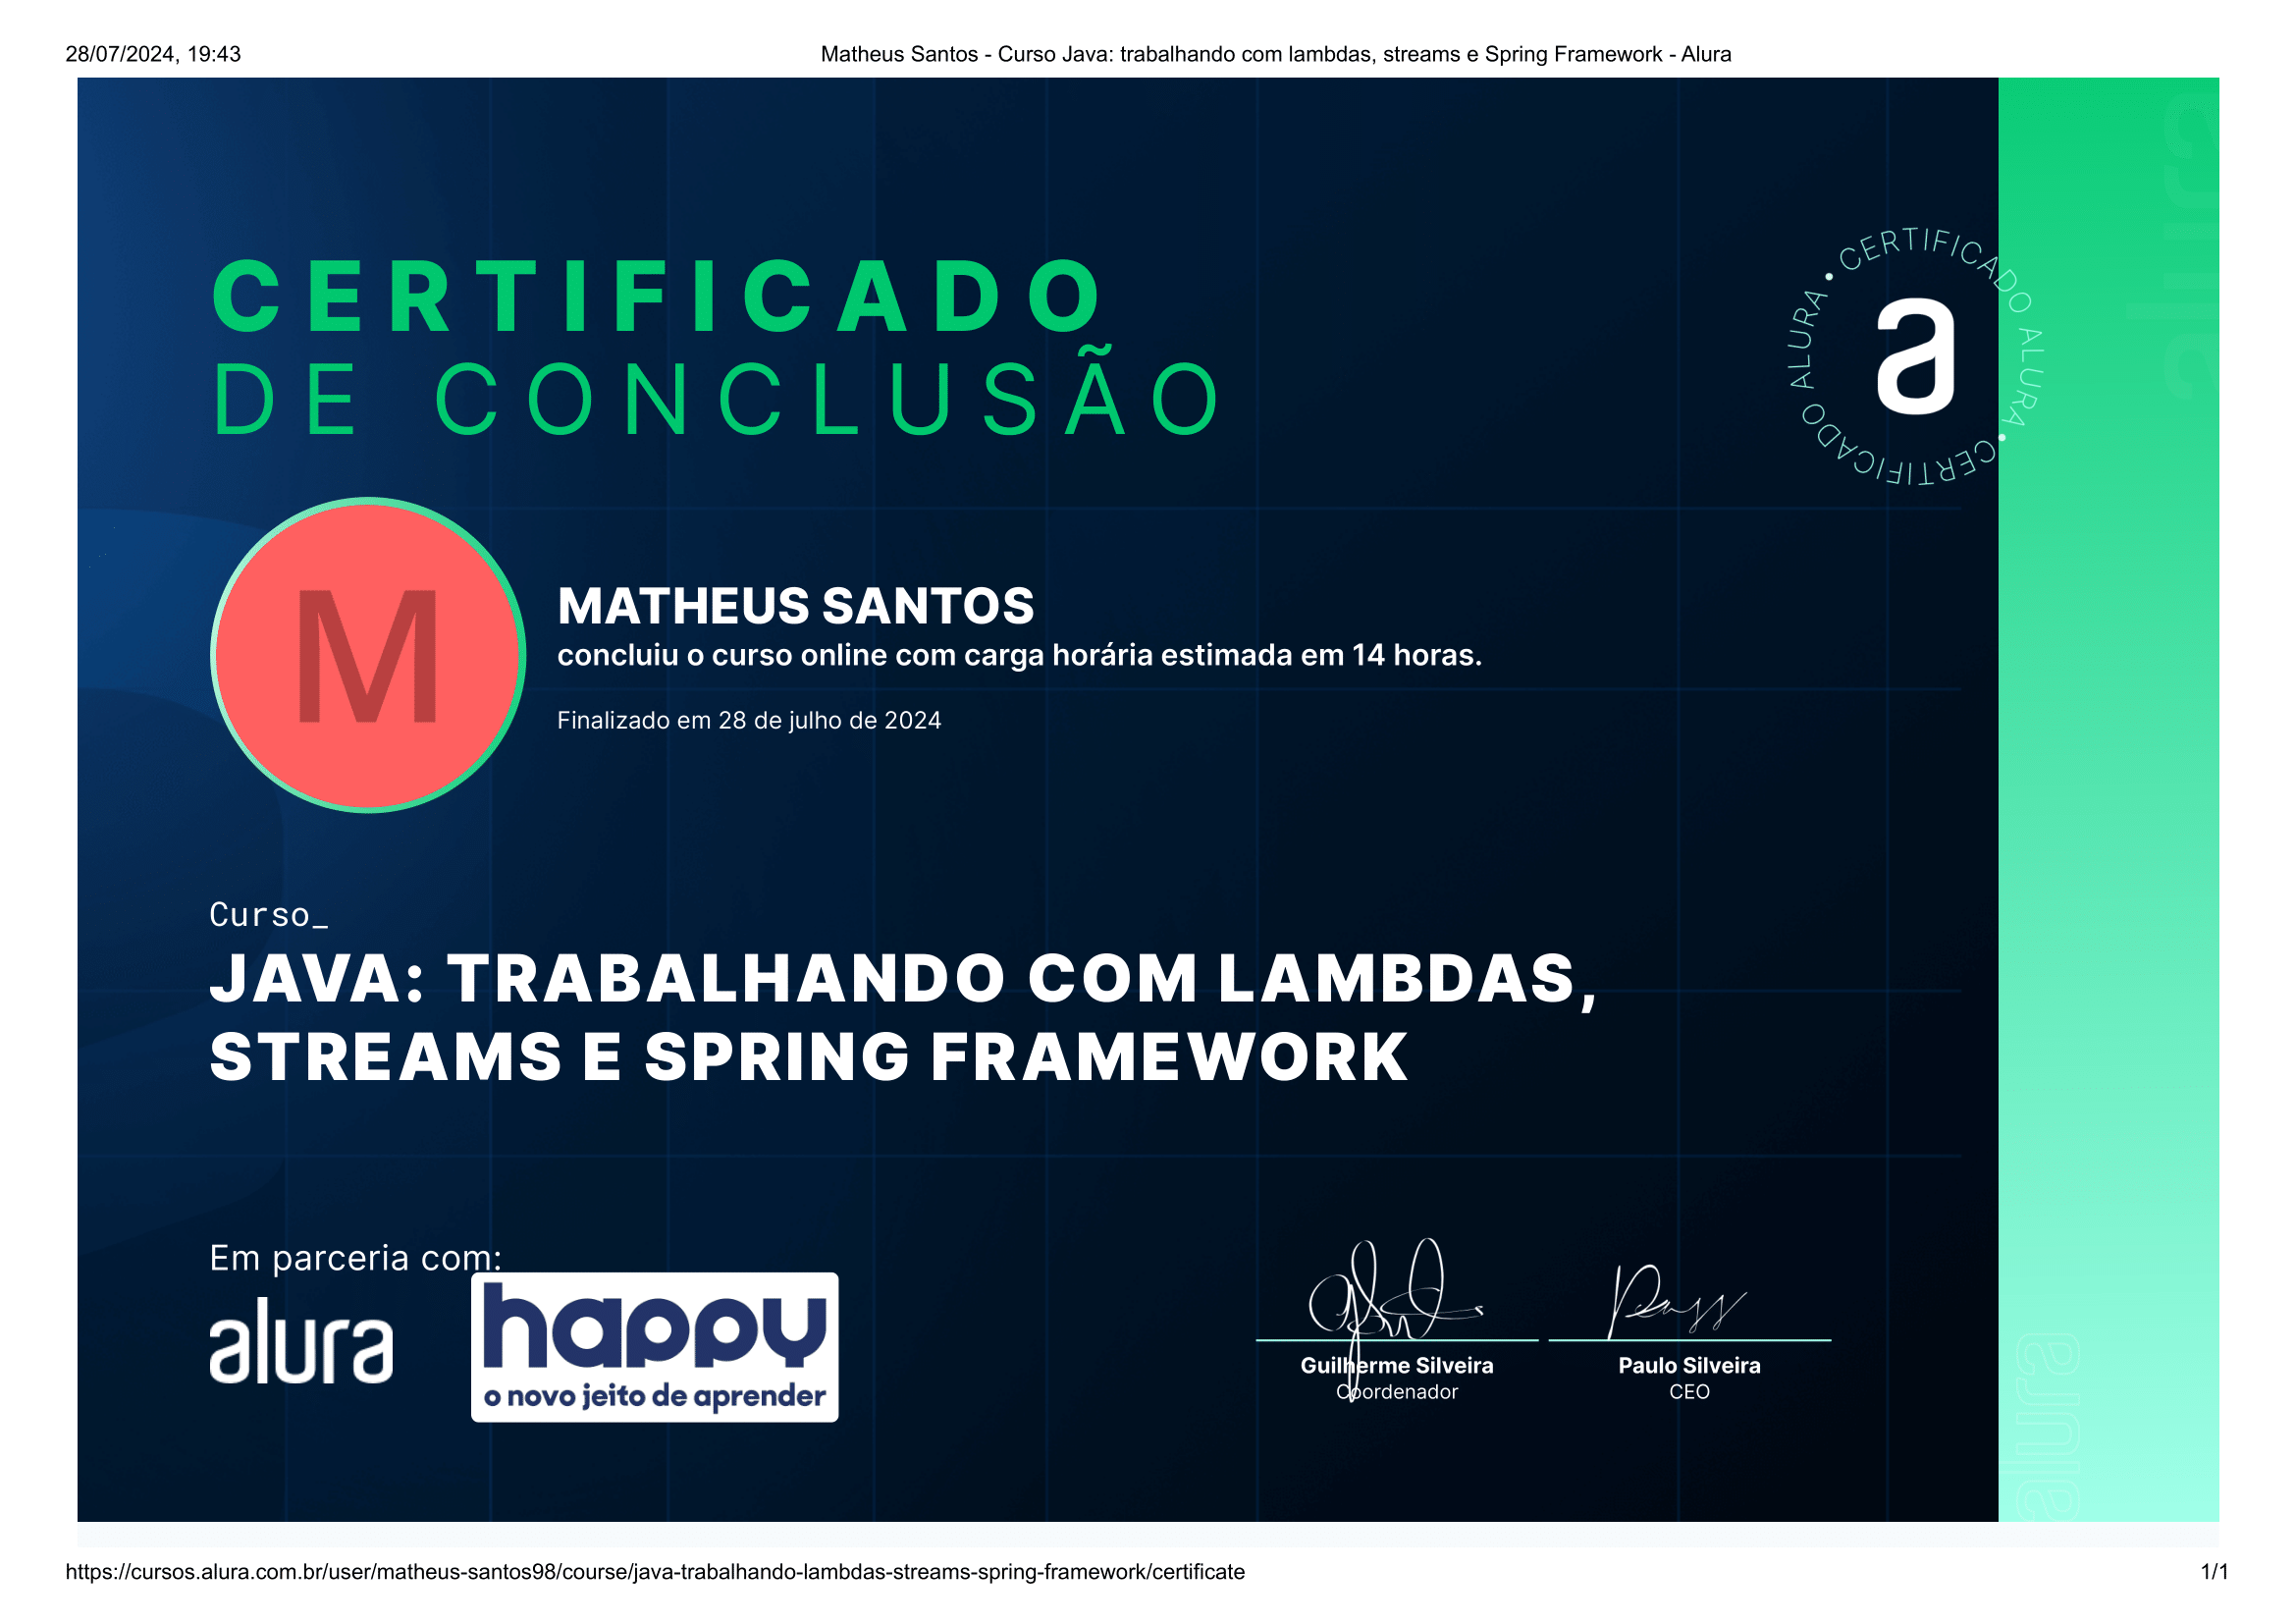 28/07/2024, 19:43
Matheus Santos - Curso Java: trabalhando com lambdas, streams e Spring Framework - Alura
CERTIFICADO
DE CONCLUSÃO
• CERTIFICADO ALURA • CERTIFICADO ALURA
a
alura
M
MATHEUS SANTOS
concluiu o curso online com carga horária estimada em 14 horas.
Finalizado em 28 de julho de 2024
Curso_
JAVA: TRABALHANDO COM LAMBDAS,
STREAMS E SPRING FRAMEWORK
Em parceria com:
alura
happy
o novo jeito de aprender
Guilherme Silveira
Coordenador
Paulo Silveira
CEO
alura
https://cursos.alura.com.br/user/matheus-santos98/course/java-trabalhando-lambdas-streams-spring-framework/certificate
1/1